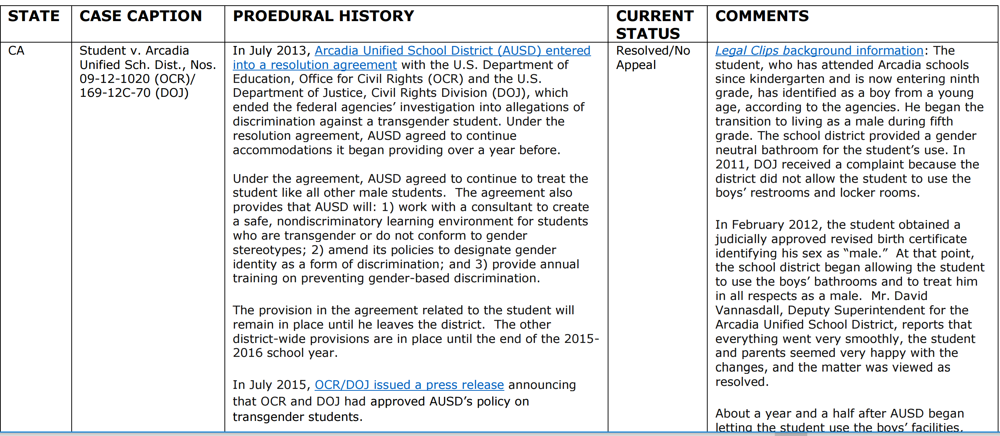 STATE
CASE CAPTION
PROEDURAL HISTORY
CURRENT
STATUS
COMMENTS
CA
Student v. Arcadia
Unified Sch. Dist., Nos.
09-12-1020 (OCR)/
169-12C-70 (DOJ)
In July 2013, Arcadia Unified School District (AUSD) entered
into a resolution agreement with the U.S. Department of
Education, Office for Civil Rights (OCR) and the U.S.
Department of Justice, Civil Rights Division (DOJ), which
ended the federal agencies’ investigation into allegations of
discrimination against a transgender student. Under the
resolution agreement, AUSD agreed to continue
accommodations it began providing over a year before.
Under the agreement, AUSD agreed to continue to treat the
student like all other male students.  The agreement also
provides that AUSD will: 1) work with a consultant to create
a safe, nondiscriminatory learning environment for students
who are transgender or do not conform to gender
stereotypes; 2) amend its policies to designate gender
identity as a form of discrimination; and 3) provide annual
training on preventing gender-based discrimination.
The provision in the agreement related to the student will
remain in place until he leaves the district.  The other
district-wide provisions are in place until the end of the 2015-
2016 school year.
In July 2015, OCR/DOJ issued a press release announcing
that OCR and DOJ had approved AUSD’s policy on
transgender students.
Resolved/No
Appeal
Legal Clips background information: The
student, who has attended Arcadia schools
since kindergarten and is now entering ninth
grade, has identified as a boy from a young
age, according to the agencies. He began the
transition to living as a male during fifth
grade. The school district provided a gender
neutral bathroom for the student’s use. In
2011, DOJ received a complaint because the
district did not allow the student to use the
boys’ restrooms and locker rooms.
In February 2012, the student obtained a
judicially approved revised birth certificate
identifying his sex as “male.”  At that point,
the school district began allowing the student
to use the boys’ bathrooms and to treat him
in all respects as a male.  Mr. David
Vannasdall, Deputy Superintendent for the
Arcadia Unified School District, reports that
everything went very smoothly, the student
and parents seemed very happy with the
changes, and the matter was viewed as
resolved.
About a year and a half after AUSD began
letting the student use the boys’ facilities,